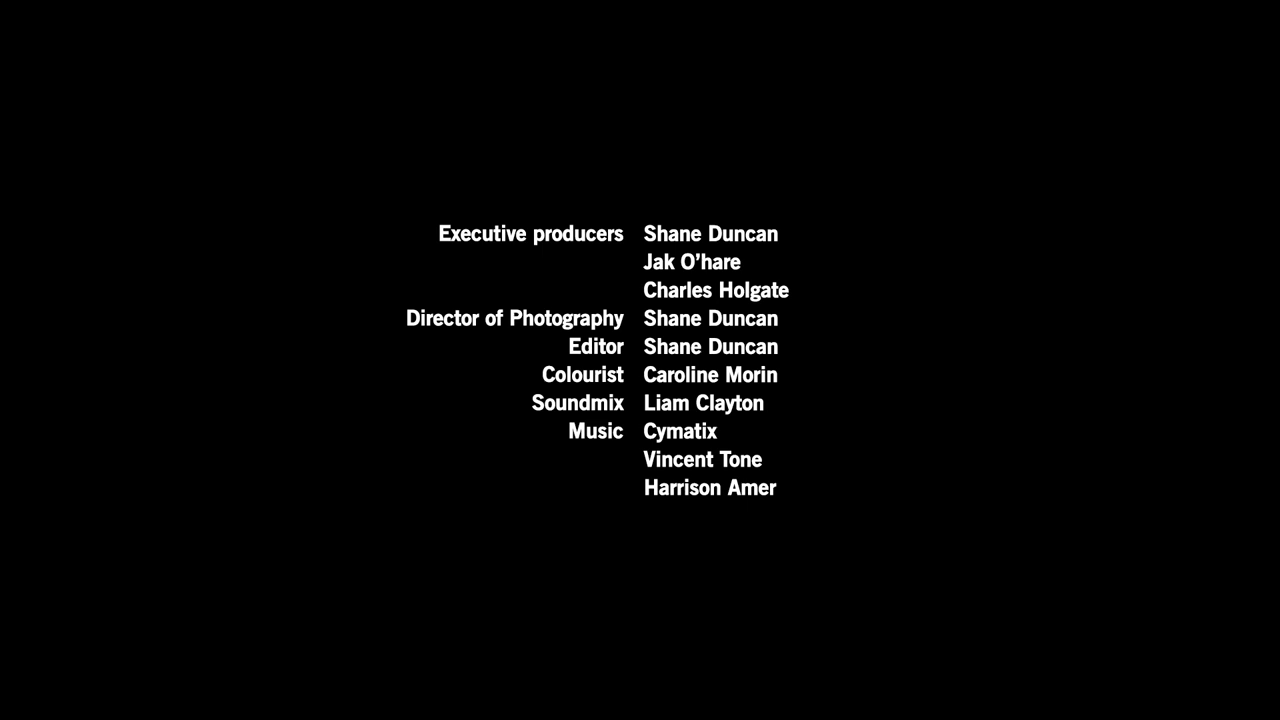 Executive producers Shane Duncan
Jak O’hare
Charles Holgate
Director of Photography Shane Duncan
Editor Shane Duncan
Colourist Caroline Morin
Soundmix Liam Clayton
Music Cymatix
Vincent Tone
Harrison Amer